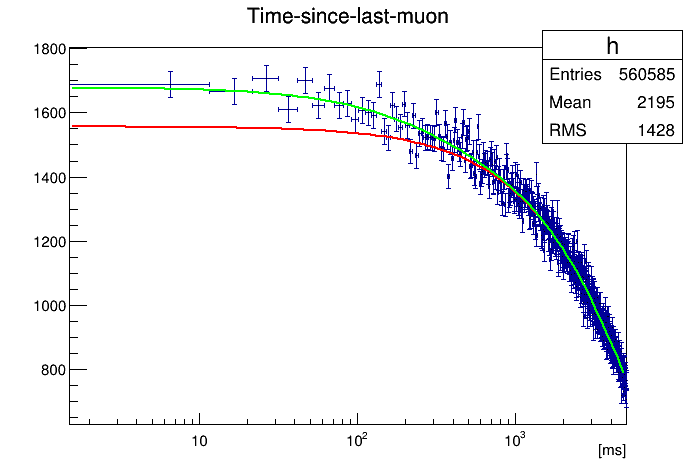 Time-since-last-muon
h
Entries 560585
Mean 2195
RMS 1428
1800
1600
1400
1200
1000
800
10
10²
10³
[ms]